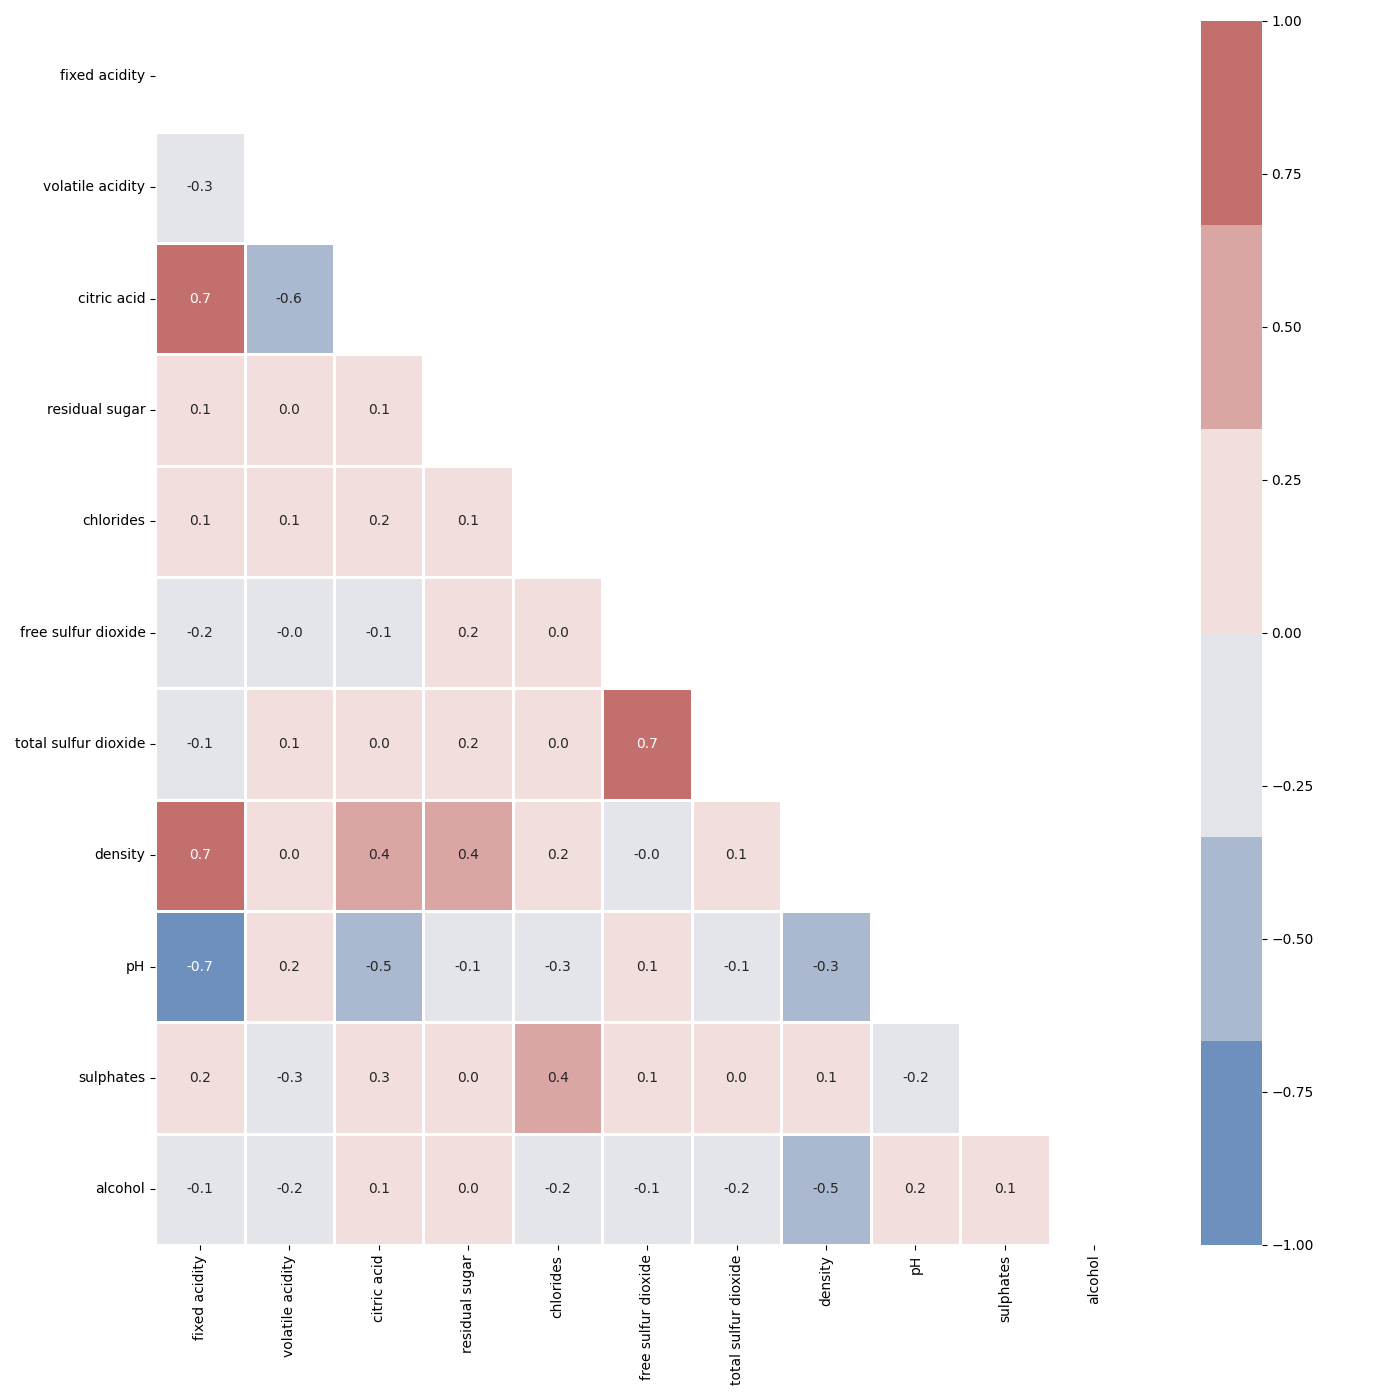 fixed acidity
volatile acidity -0.3
citric acid 0.7 -0.6
residual sugar 0.1 0.0 0.1
chlorides 0.1 0.1 0.2 0.1
free sulfur dioxide -0.2 -0.0 -0.1 0.2 0.0
total sulfur dioxide -0.1 0.1 0.0 0.2 0.0 0.7
density 0.7 0.0 0.4 0.4 0.2 -0.0 0.1
pH -0.7 0.2 -0.5 -0.1 -0.3 0.1 -0.1 -0.3
sulphates 0.2 -0.3 0.3 0.0 0.4 0.1 0.0 0.1 -0.2
alcohol -0.1 -0.2 0.1 0.0 -0.2 -0.1 -0.2 -0.5 0.2 0.1
fixed acidity
volatile acidity
citric acid
residual sugar
chlorides
free sulfur dioxide
total sulfur dioxide
density
pH
sulphates
alcohol
1.00
0.75
0.50
0.25
0.00
−0.25
−0.50
−0.75
−1.00